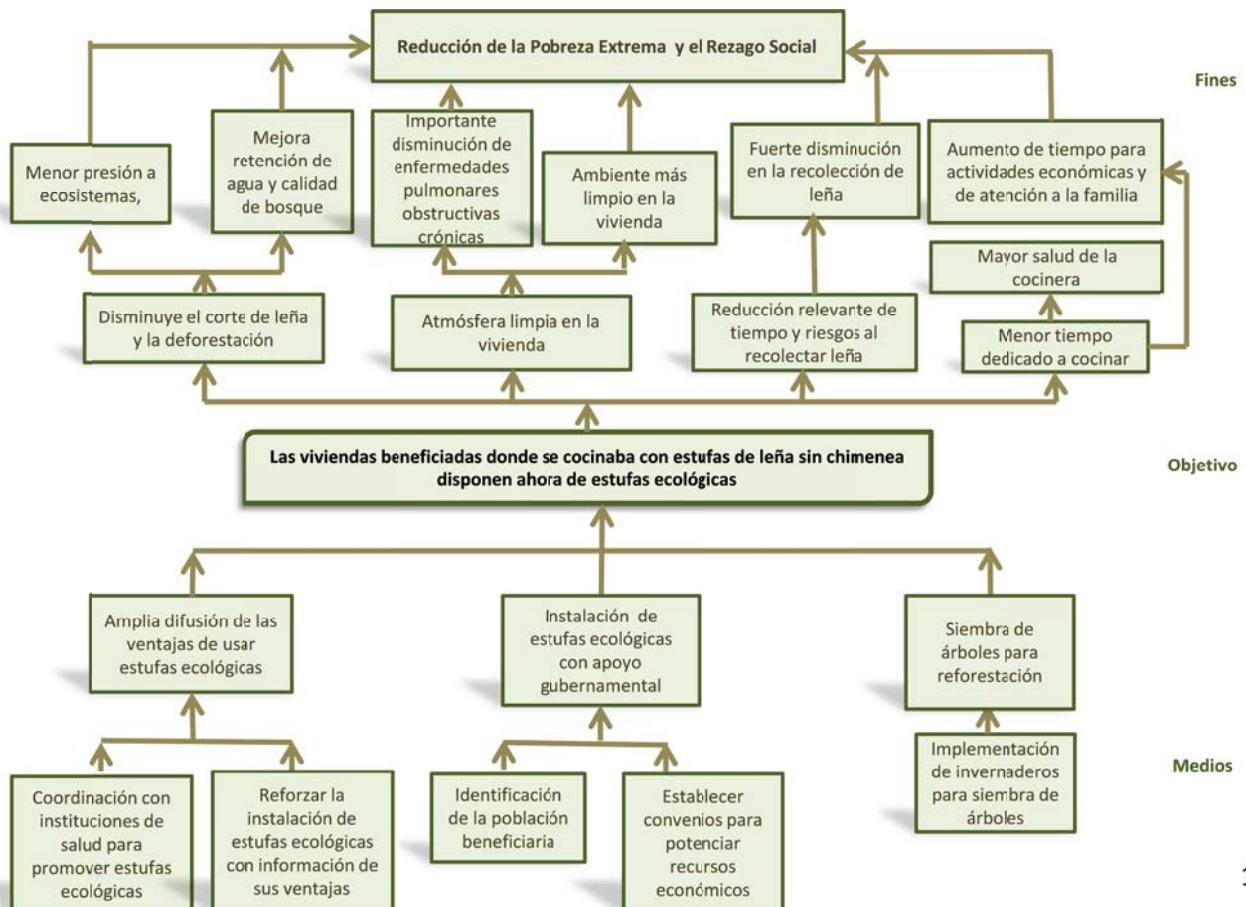 Reducción de la Pobreza Extrema y el Rezago Social
Fines
Menor presión a
ecosistemas,
Mejora
retención de
agua y calidad
de bosque
Importante
disminución de
enfermedades
pulmonares
obstructivas
crónicas
Ambiente más
limpio en la
vivienda
Fuerte disminución
en la recolección de
leña
Aumento de tiempo para
actividades económicas y
de atención a la familia
Mayor salud de la
cocinera
Disminuye el corte de leña
y la deforestación
Atmósfera limpia en la
vivienda
Reducción relevante de
tiempo y riesgos al
recolectar leña
Menor tiempo
dedicado a cocinar
Las viviendas beneficiadas donde se cocinaba con estufas de leña sin chimenea
disponen ahora de estufas ecológicas
Objetivo
Amplia difusión de las
ventajas de usar
estufas ecológicas
Instalación de
estufas ecológicas
con apoyo
gubernamental
Siembra de
árboles para
reforestación
Coordinación con
instituciones de
salud para
promover estufas
ecológicas
Reforzar la
instalación de
estufas ecológicas
con información de
sus ventajas
Identificación
de la población
beneficiaria
Establecer
convenios para
potenciar
recursos
económicos
Implementación
de invernaderos
para siembra de
árboles
Medios